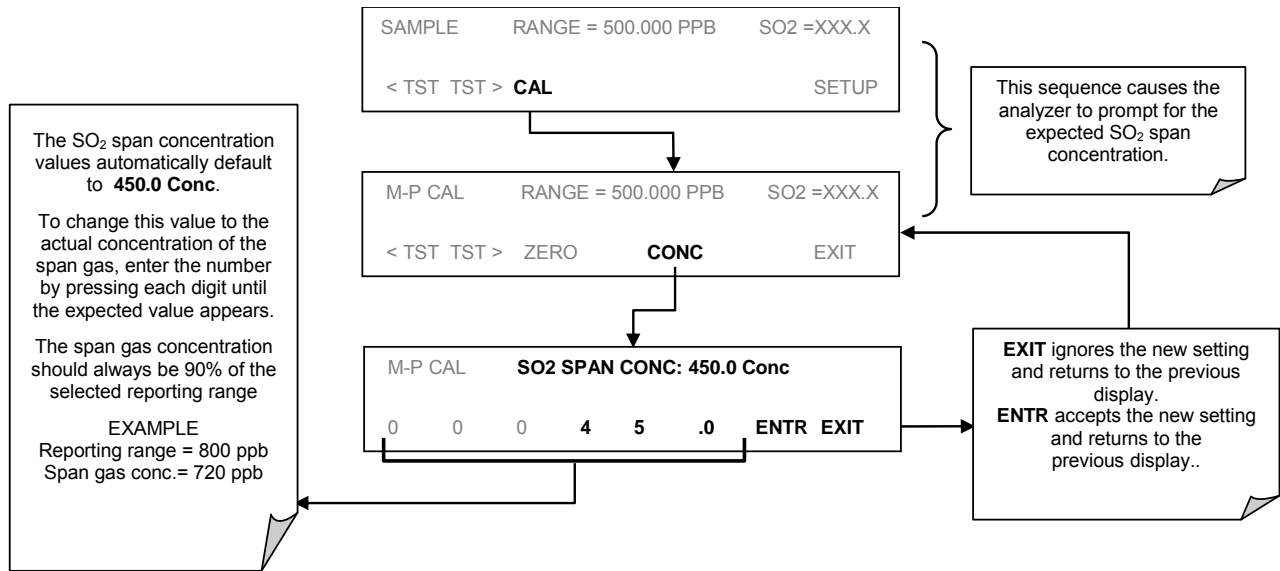 SAMPLE RANGE = 500.000 PPB SO2 =XXX.X
< TST TST > CAL SETUP
This sequence causes the
analyzer to prompt for the
expected SO₂ span
concentration.
The SO₂ span concentration
values automatically default
to 450.0 Conc.
To change this value to the
actual concentration of the
span gas, enter the number
by pressing each digit until
the expected value appears.
The span gas concentration
should always be 90% of the
selected reporting range
EXAMPLE
Reporting range = 800 ppb
Span gas conc.= 720 ppb
M-P CAL RANGE = 500.000 PPB SO2 =XXX.X
< TST TST > ZERO CONC EXIT
M-P CAL SO2 SPAN CONC: 450.0 Conc
0 0 0 4 5 .0 ENTR EXIT
EXIT ignores the new setting
and returns to the previous
display.
ENTR accepts the new setting
and returns to the
previous display..